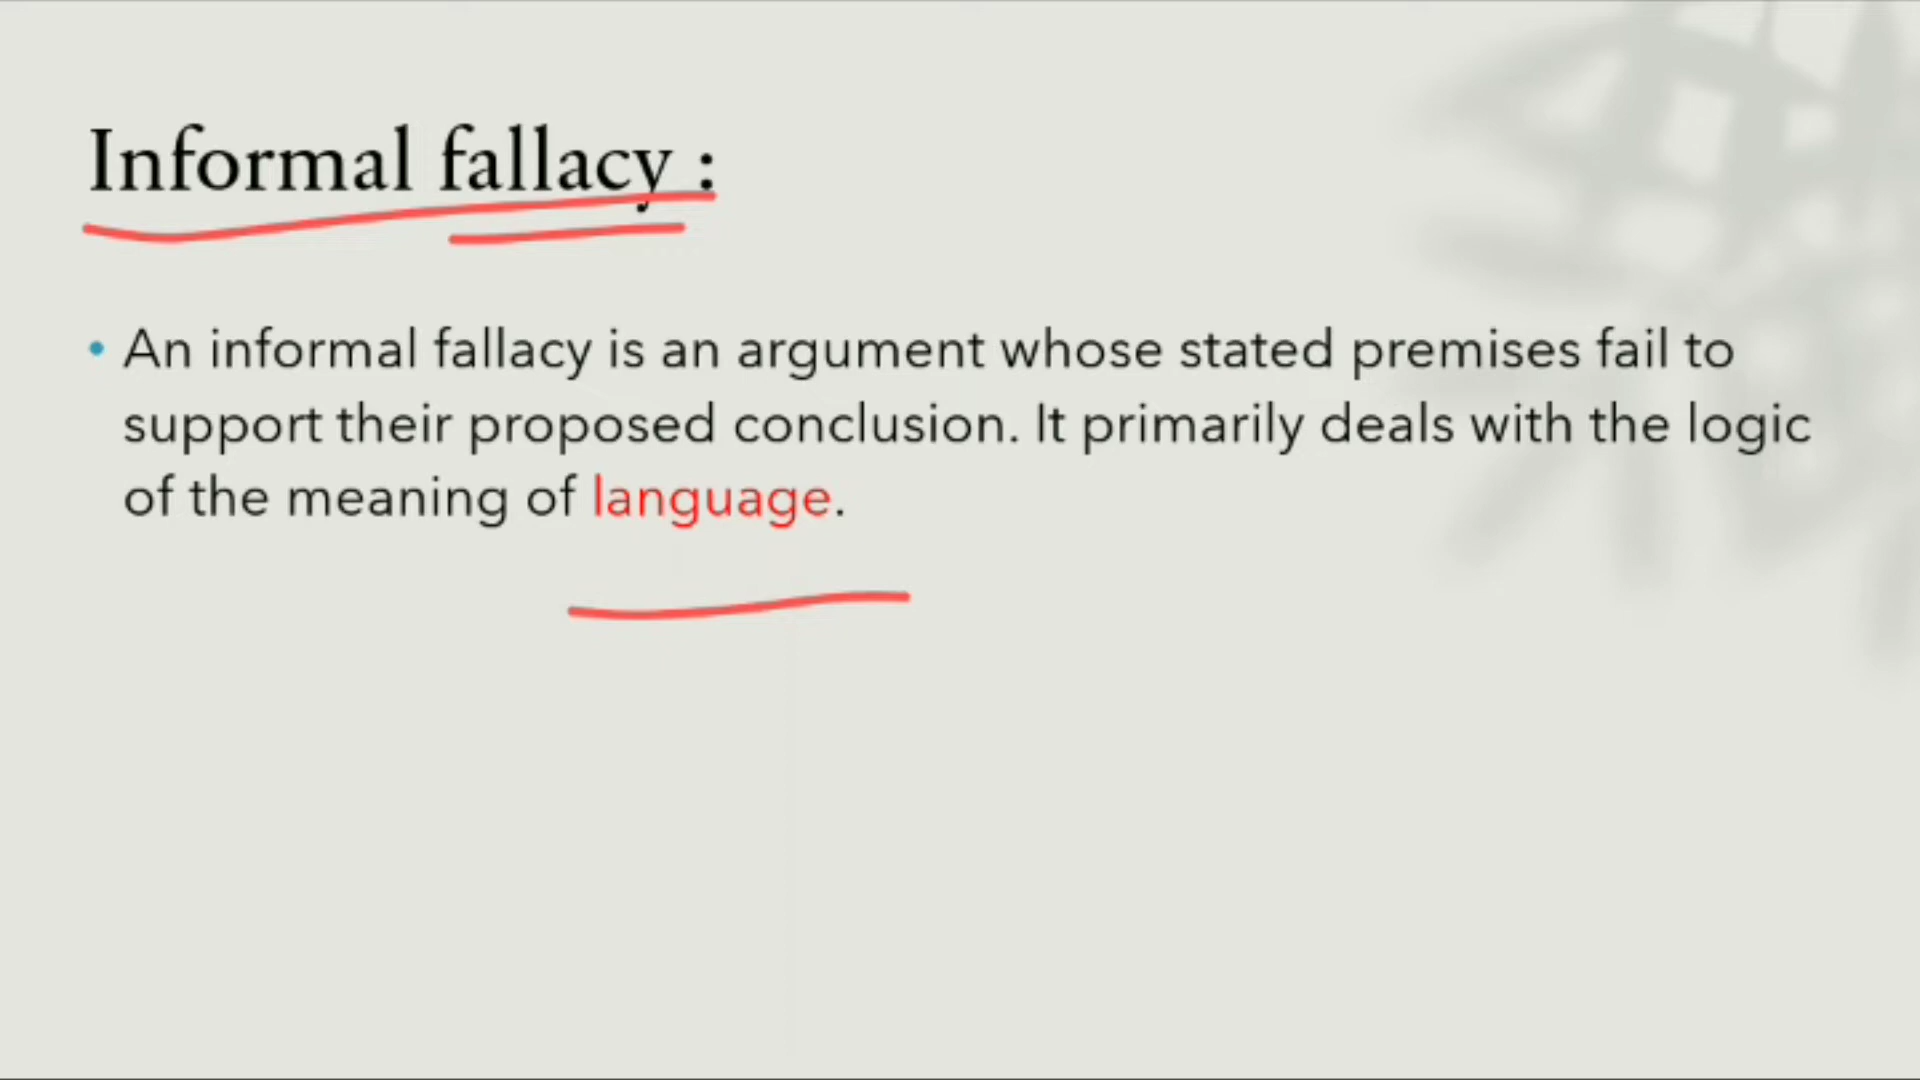 Informal fallacy :
• An informal fallacy is an argument whose stated premises fail to
support their proposed conclusion. It primarily deals with the logic
of the meaning of language.